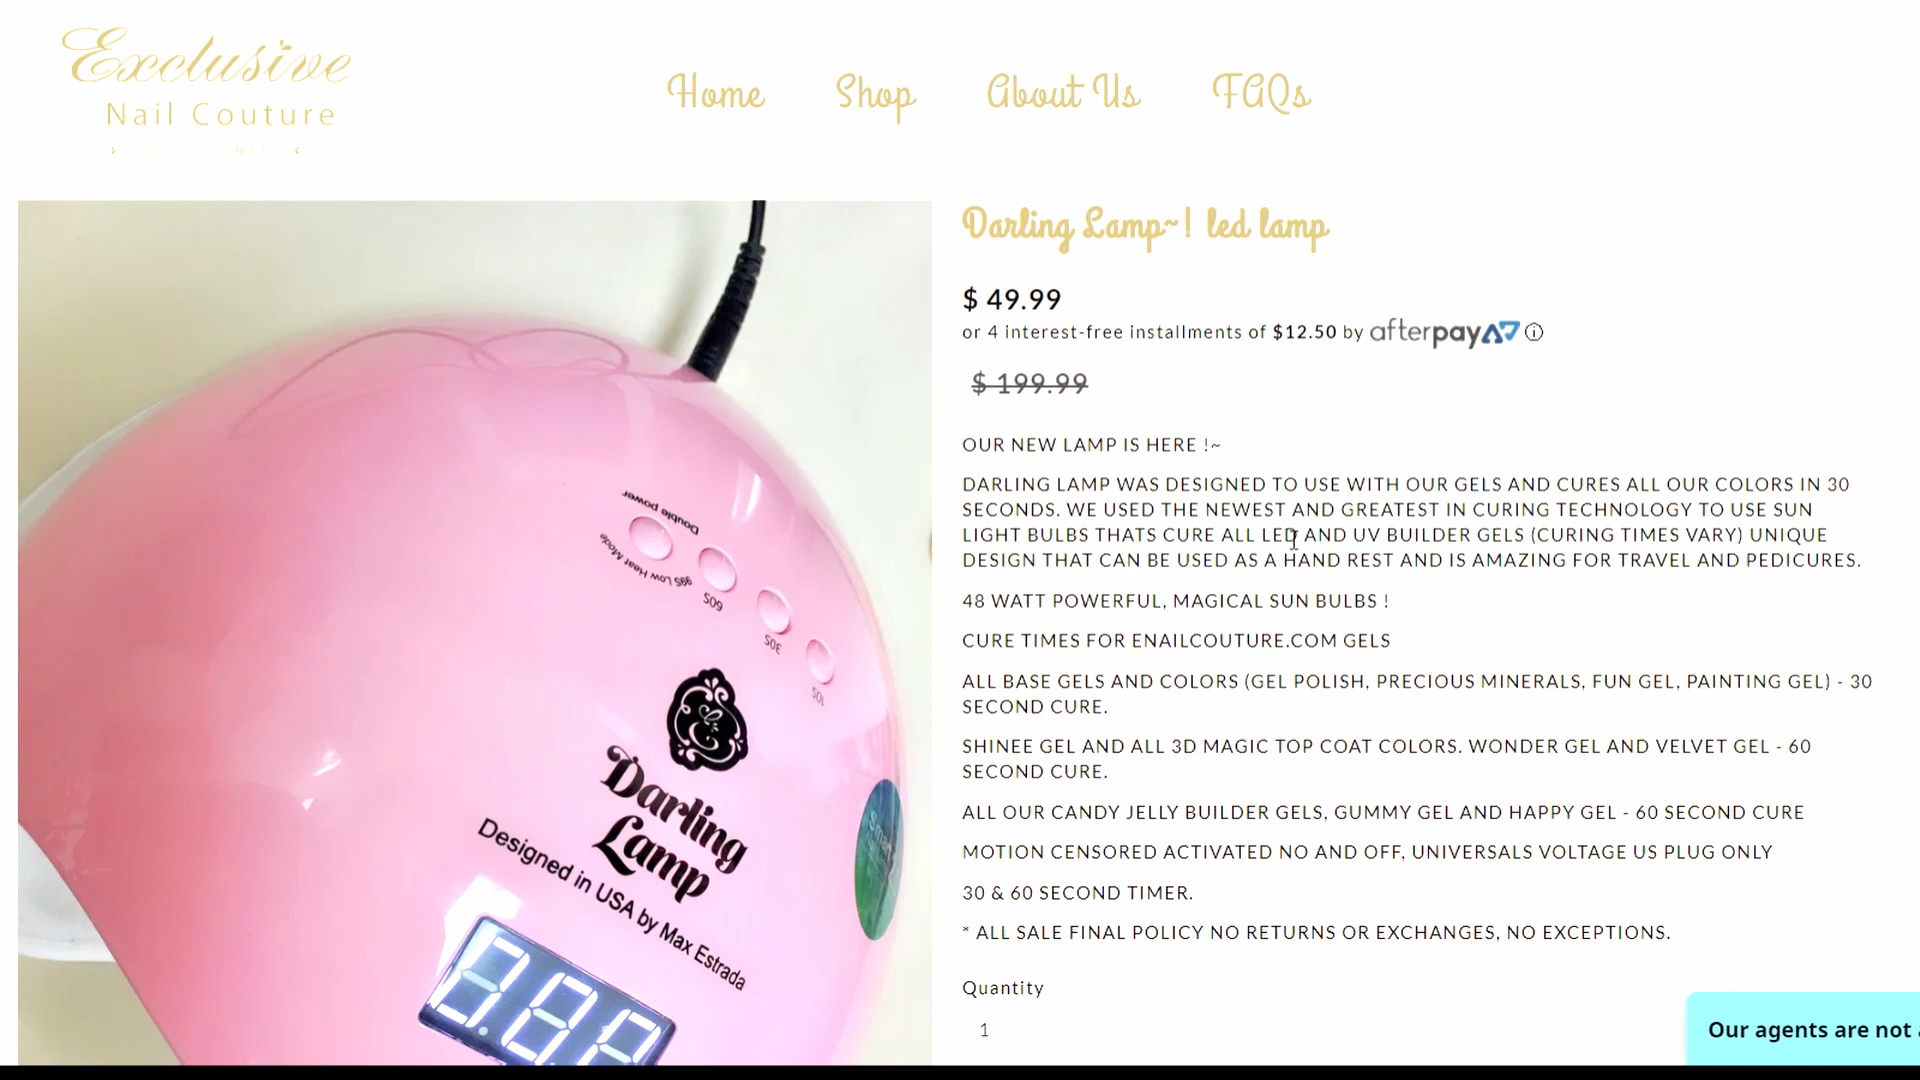 Exclusive
Nail Couture
Home Shop About Us FAQs
Darling Lamp~! led lamp
$ 49.99
or 4 interest-free installments of $12.50 by afterpay
$ 199.99
OUR NEW LAMP IS HERE !~
DARLING LAMP WAS DESIGNED TO USE WITH OUR GELS AND CURES ALL OUR COLORS IN 30
SECONDS. WE USED THE NEWEST AND GREATEST IN CURING TECHNOLOGY TO USE SUN
LIGHT BULBS THATS CURE ALL LED AND UV BUILDER GELS (CURING TIMES VARY) UNIQUE
DESIGN THAT CAN BE USED AS A HAND REST AND IS AMAZING FOR TRAVEL AND PEDICURES.
48 WATT POWERFUL, MAGICAL SUN BULBS !
CURE TIMES FOR ENAILCOUTURE.COM GELS
ALL BASE GELS AND COLORS (GEL POLISH, PRECIOUS MINERALS, FUN GEL, PAINTING GEL) - 30
SECOND CURE.
SHINEE GEL AND ALL 3D MAGIC TOP COAT COLORS. WONDER GEL AND VELVET GEL - 60
SECOND CURE.
ALL OUR CANDY JELLY BUILDER GELS, GUMMY GEL AND HAPPY GEL - 60 SECOND CURE
MOTION CENSORED ACTIVATED NO AND OFF, UNIVERSALS VOLTAGE US PLUG ONLY
30 & 60 SECOND TIMER.
* ALL SALE FINAL POLICY NO RETURNS OR EXCHANGES, NO EXCEPTIONS.
Quantity
1
Our agents are not
Double power
99S Low Heat Mode
60S
30S
10S
Darling
Lamp
Designed in USA by Max Estrada
Smart